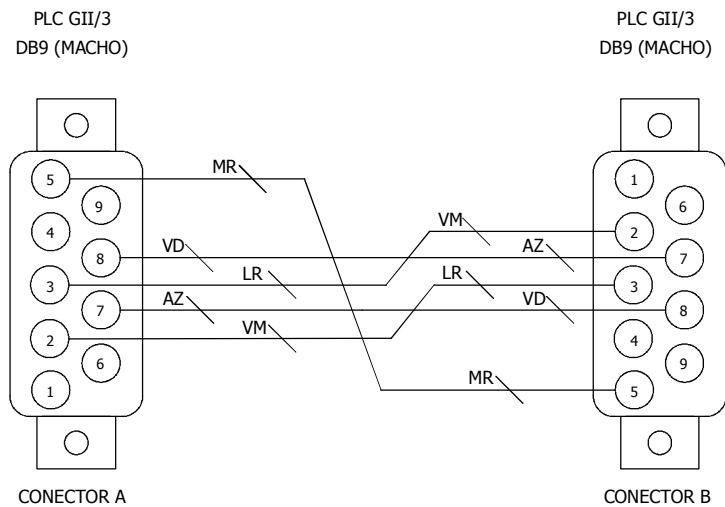 PLC GII/3
DB9 (MACHO)
PLC GII/3
DB9 (MACHO)
5
9
4
8
3
7
2
6
1
MR
VD
LR
AZ
VM
VM
AZ
LR
VD
MR
1
6
2
7
3
8
4
9
5
CONECTOR A
CONECTOR B